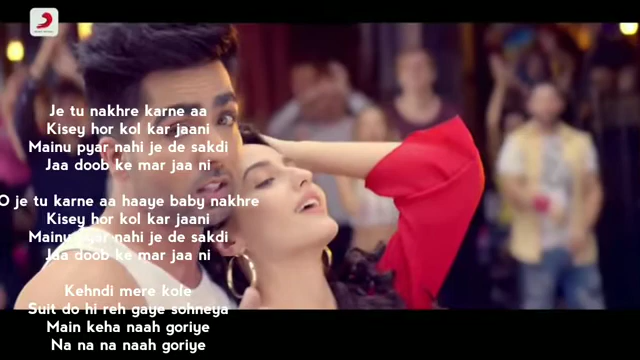 Je tu nakhre karne aa
Kisey hor kol kar jaani
Mainu pyar nahi je de sakdi
Jaa doob ke mar jaa ni
O je tu karne aa haaye baby nakhre
Kisey hor kol kar jaani
Mainu pyar nahi je de sakdi
Jaa doob ke mar jaa ni
Kehndi mere kole
Suit do hi reh gaye sohneya
Main keha naah goriye
Na na na naah goriye